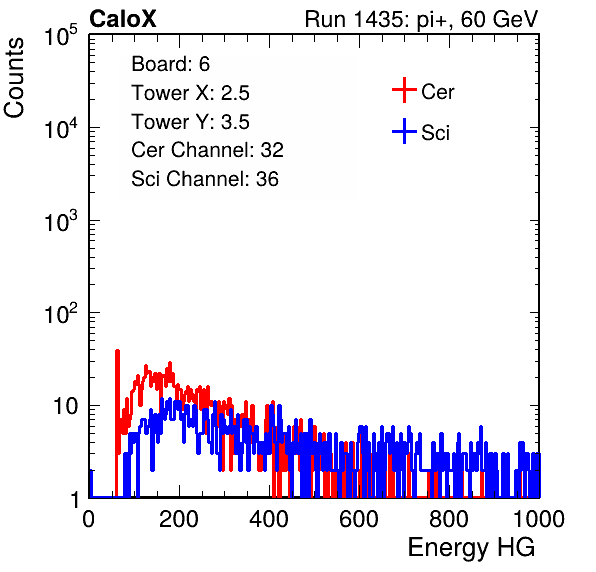 CaloX Run 1435: pi+, 60 GeV
Counts
Board: 6
Tower X: 2.5
Tower Y: 3.5
Cer Channel: 32
Sci Channel: 36
Cer
Sci
10^5
10^4
10^3
10^2
10
1
0 200 400 600 800 1000
Energy HG